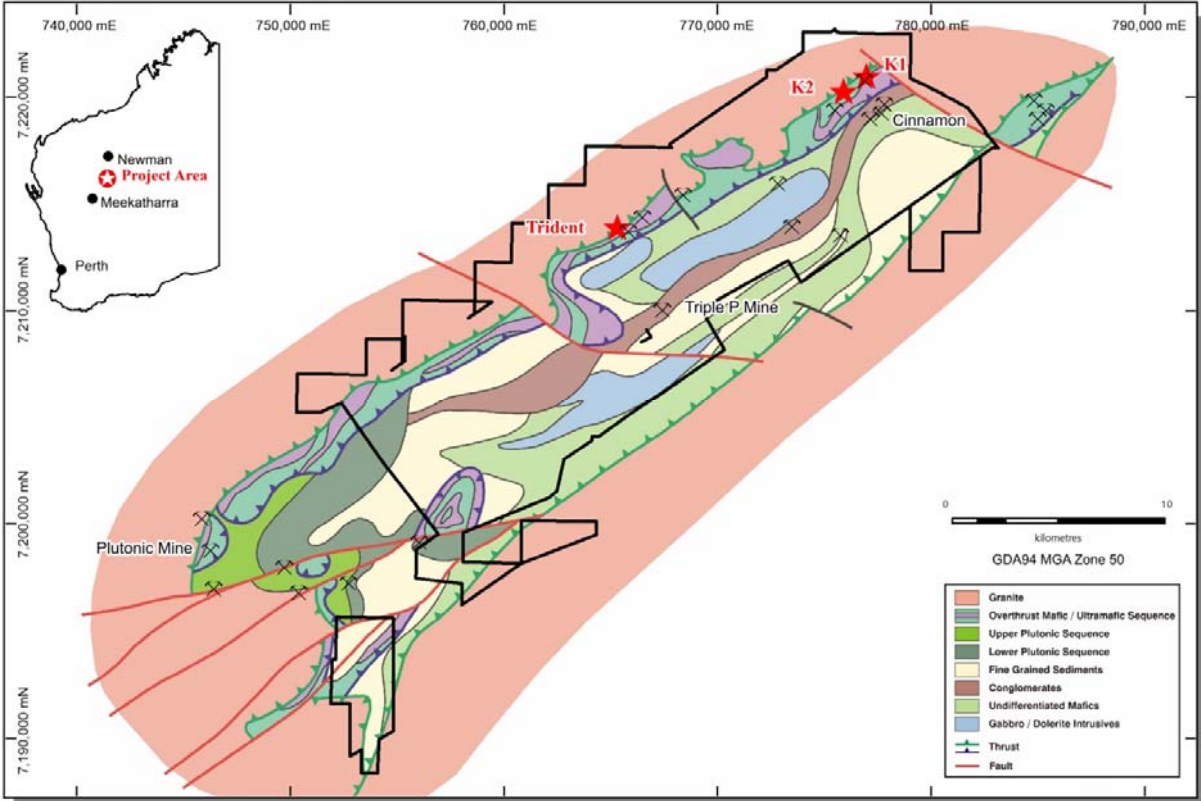 740,000 mE
750,000 mE
760,000 mE
770,000 mE
780,000 mE
790,000 mE
7,220,000 mN
7,210,000 mN
7,200,000 mN
7,190,000 mN
Newman
Project Area
Meekatharra
Perth
K1
K2
Cinnamon
Trident
Triple P Mine
Plutonic Mine
0
10
kilometres
GDA94 MGA Zone 50
Granite
Overthrust Mafic / Ultramafic Sequence
Upper Plutonic Sequence
Lower Plutonic Sequence
Fine Grained Sediments
Conglomerates
Undifferentiated Mafics
Gabbro / Dolerite Intrusives
Thrust
Fault